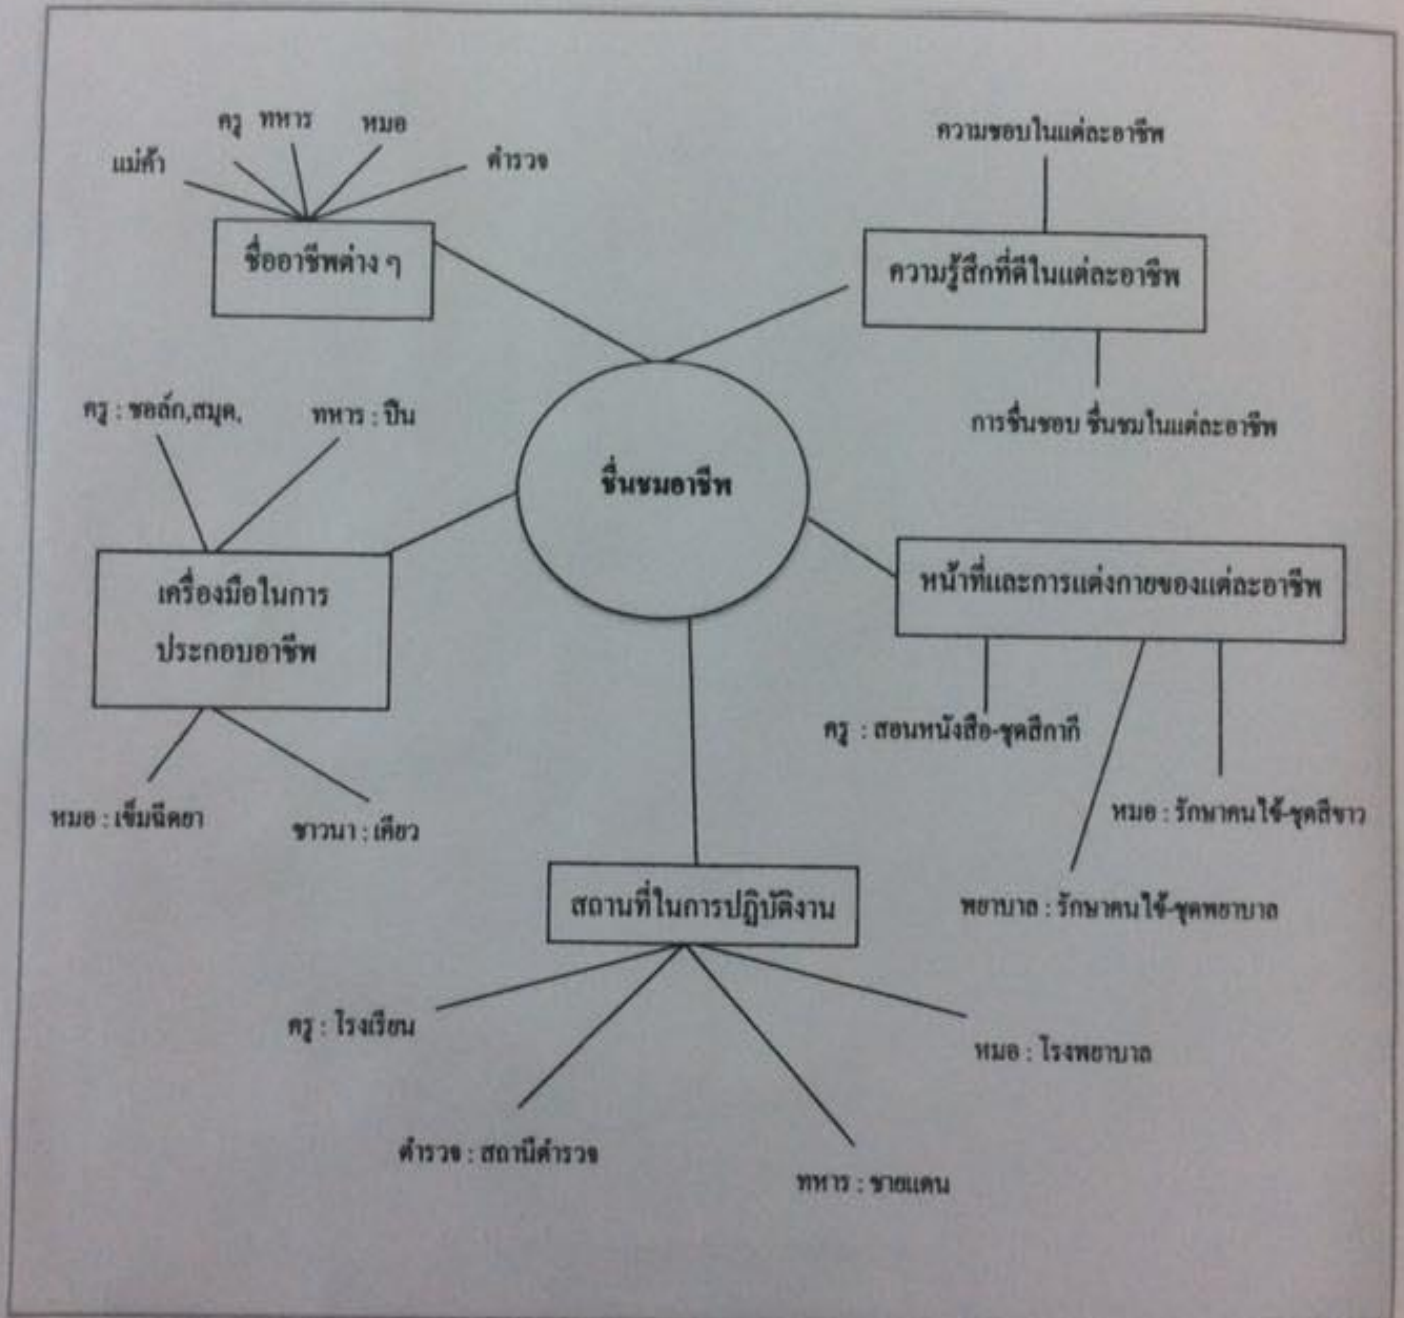 ครู ทหาร หมอ
แม่ค้า ตำรวจ
ชื่ออาชีพต่าง ๆ
ความชอบในแต่ละอาชีพ
ความรู้สึกที่ดีในแต่ละอาชีพ
การชื่นชอบ ชื่นชมในแต่ละอาชีพ
ครู : ชอล์ก,สมุด,
ทหาร : ปืน
ชื่นชมอาชีพ
เครื่องมือในการ
ประกอบอาชีพ
หมอ : เข็มฉีดยา
ชาวนา : เคียว
หน้าที่และการแต่งกายของแต่ละอาชีพ
ครู : สอนหนังสือ-ชุดสีกากี
หมอ : รักษาคนไข้-ชุดสีขาว
พยาบาล : รักษาคนไข้-ชุดพยาบาล
สถานที่ในการปฏิบัติงาน
ครู : โรงเรียน
หมอ : โรงพยาบาล
ตำรวจ : สถานีตำรวจ
ทหาร : ชายแดน